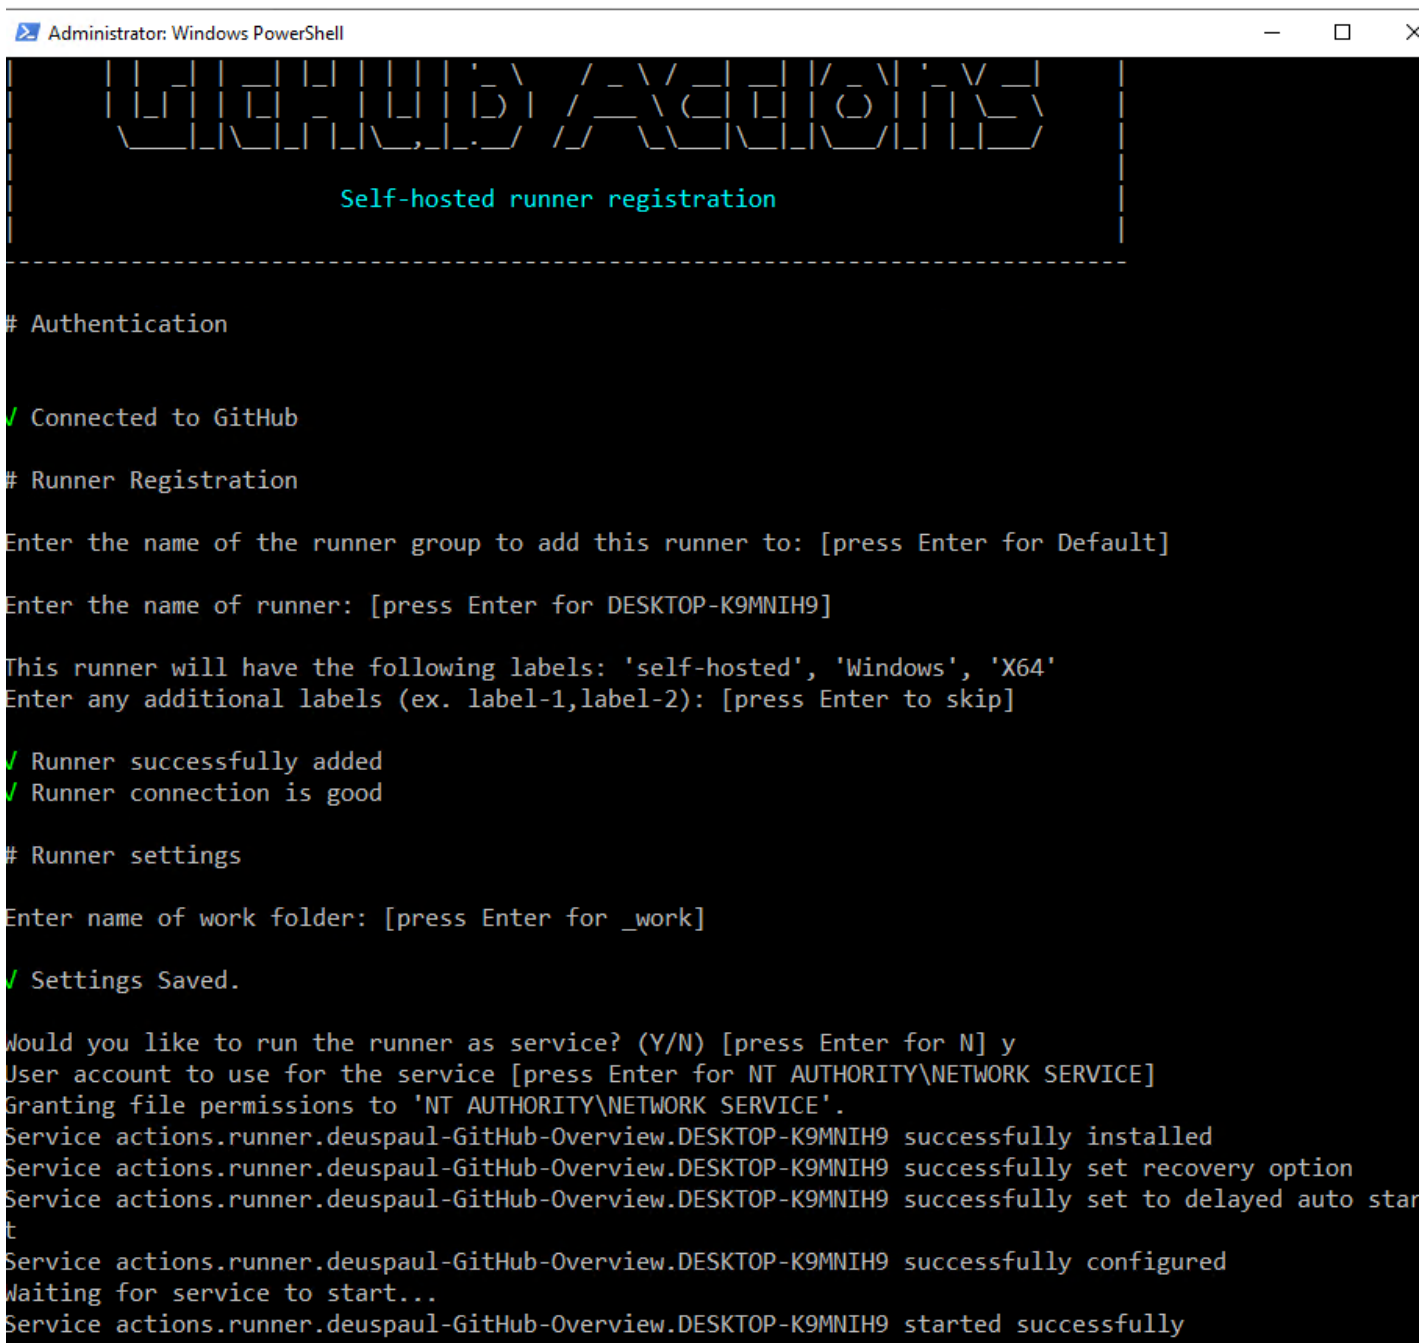 Administrator: Windows PowerShell
GitHub Actions
Self-hosted runner registration
# Authentication
√ Connected to GitHub
# Runner Registration
Enter the name of the runner group to add this runner to: [press Enter for Default]
Enter the name of runner: [press Enter for DESKTOP-K9MNIH9]
This runner will have the following labels: 'self-hosted', 'Windows', 'X64'
Enter any additional labels (ex. label-1,label-2): [press Enter to skip]
√ Runner successfully added
√ Runner connection is good
# Runner settings
Enter name of work folder: [press Enter for _work]
√ Settings Saved.
Would you like to run the runner as service? (Y/N) [press Enter for N] y
User account to use for the service [press Enter for NT AUTHORITY\NETWORK SERVICE]
Granting file permissions to 'NT AUTHORITY\NETWORK SERVICE'.
Service actions.runner.deuspaul-GitHub-Overview.DESKTOP-K9MNIH9 successfully installed
Service actions.runner.deuspaul-GitHub-Overview.DESKTOP-K9MNIH9 successfully set recovery option
Service actions.runner.deuspaul-GitHub-Overview.DESKTOP-K9MNIH9 successfully set to delayed auto star
t
Service actions.runner.deuspaul-GitHub-Overview.DESKTOP-K9MNIH9 successfully configured
Waiting for service to start...
Service actions.runner.deuspaul-GitHub-Overview.DESKTOP-K9MNIH9 started successfully